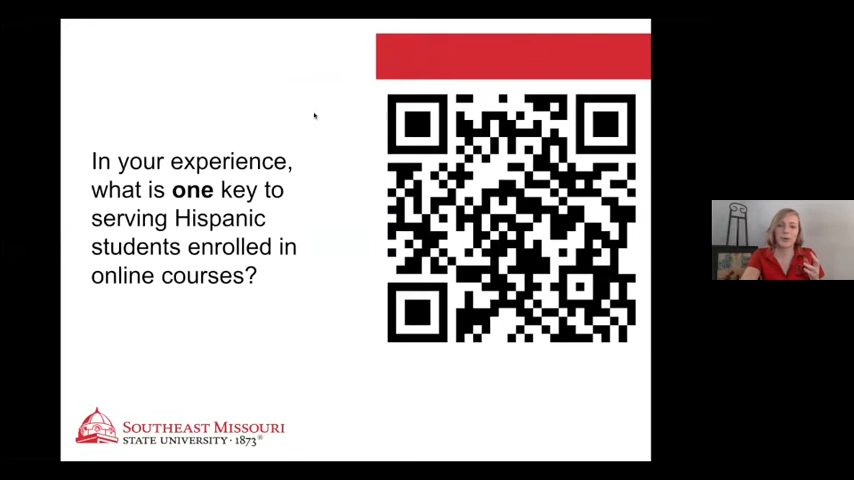 In your experience,
what is one key to
serving Hispanic
students enrolled in
online courses?
SOUTHEAST MISSOURI
STATE UNIVERSITY · 1873®